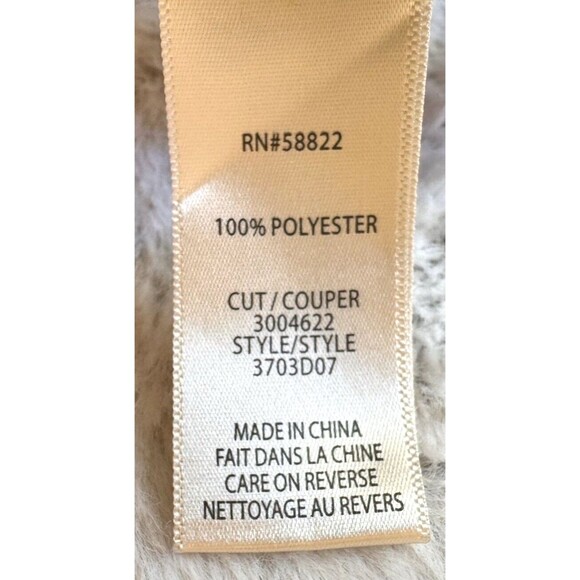 RN#58822
100% POLYESTER
CUT / COUPER
3004622
STYLE/STYLE
3703D07
MADE IN CHINA
FAIT DANS LA CHINE
CARE ON REVERSE
NETTOYAGE AU REVERS